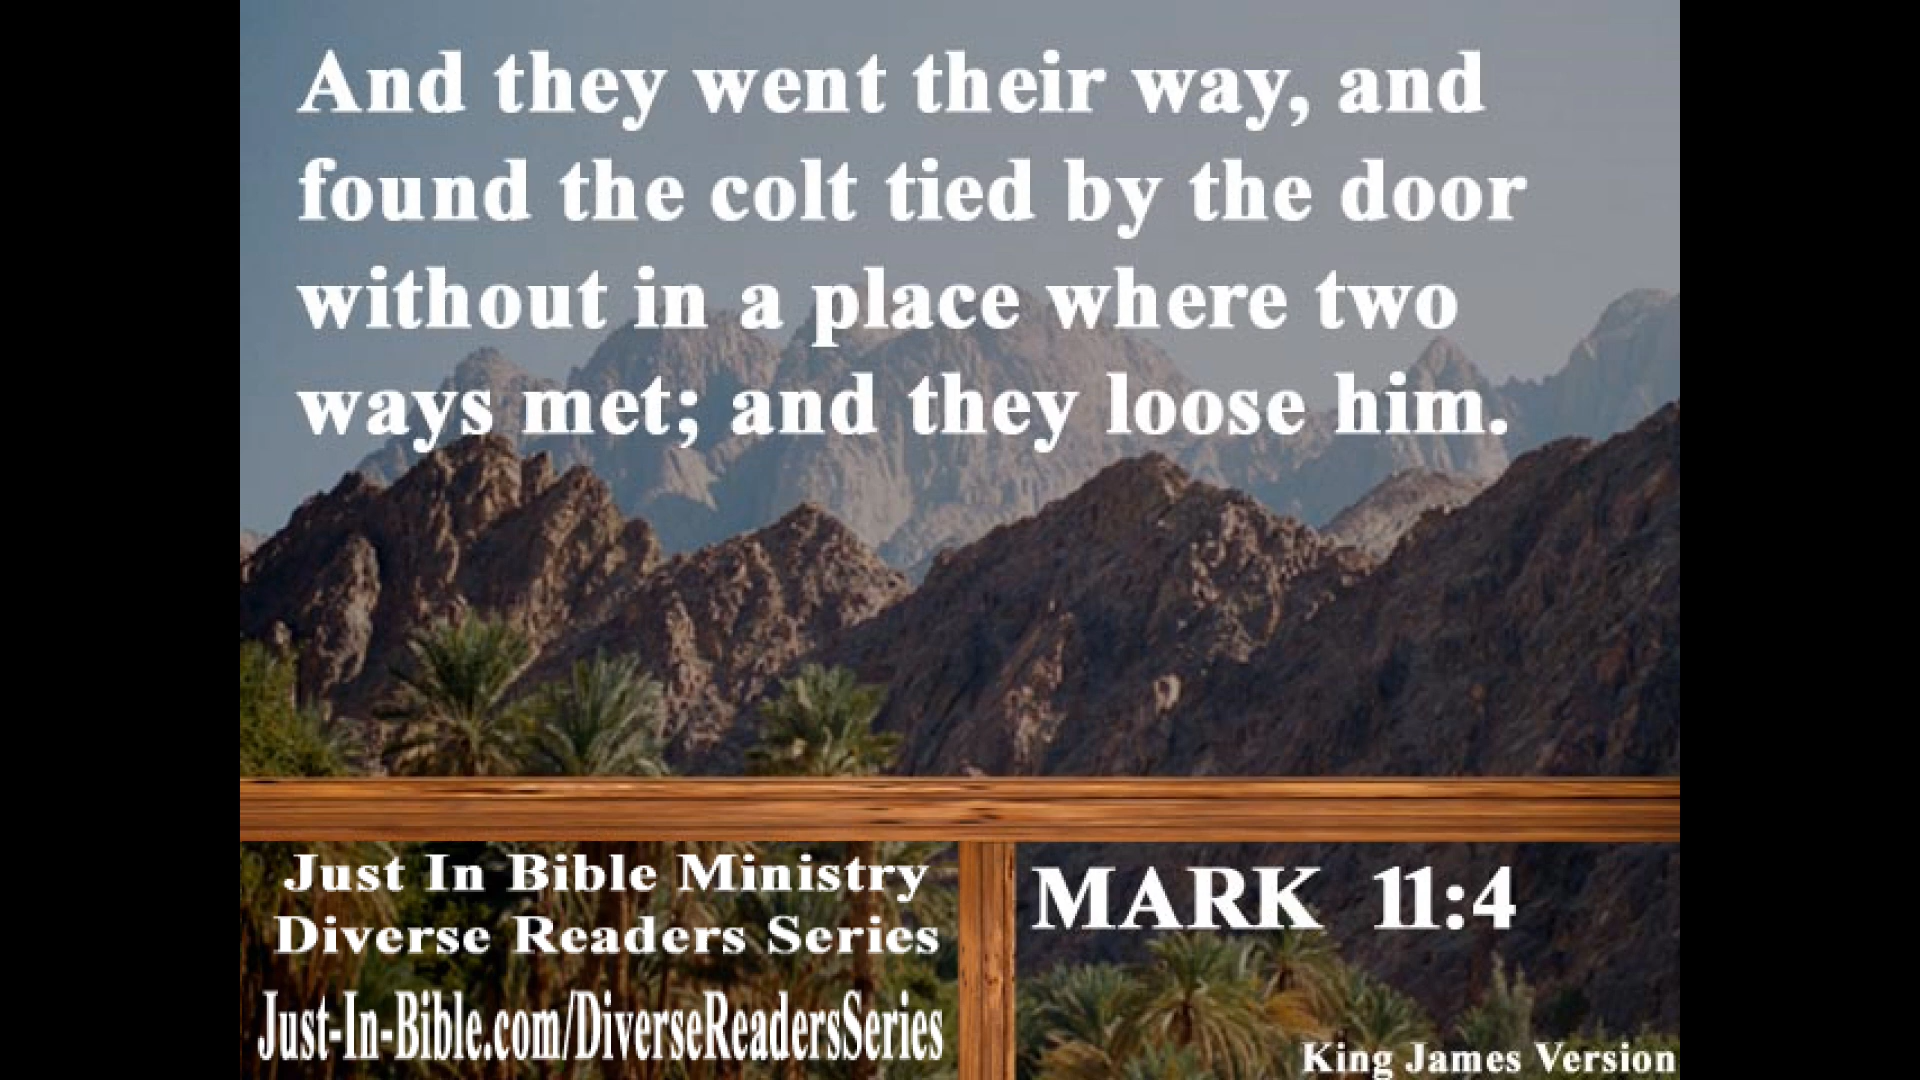 And they went their way, and
found the colt tied by the door
without in a place where two
ways met; and they loose him.
Just In Bible Ministry
Diverse Readers Series
Just-In-Bible.com/DiverseReadersSeries
MARK 11:4
King James Version